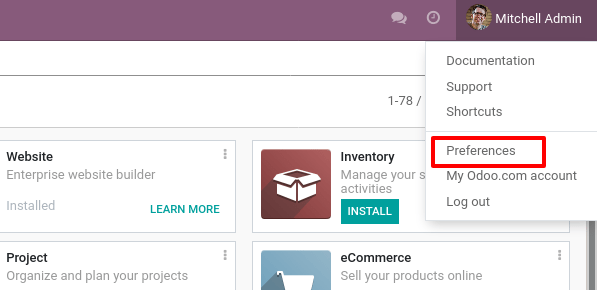 Mitchell Admin
Documentation
Support
Shortcuts
Preferences
My Odoo.com account
Log out
1-78 /
Website
Enterprise website builder
Installed
LEARN MORE
Inventory
Manage your s
activities
INSTALL
Project
Organize and plan your projects
eCommerce
Sell your products online